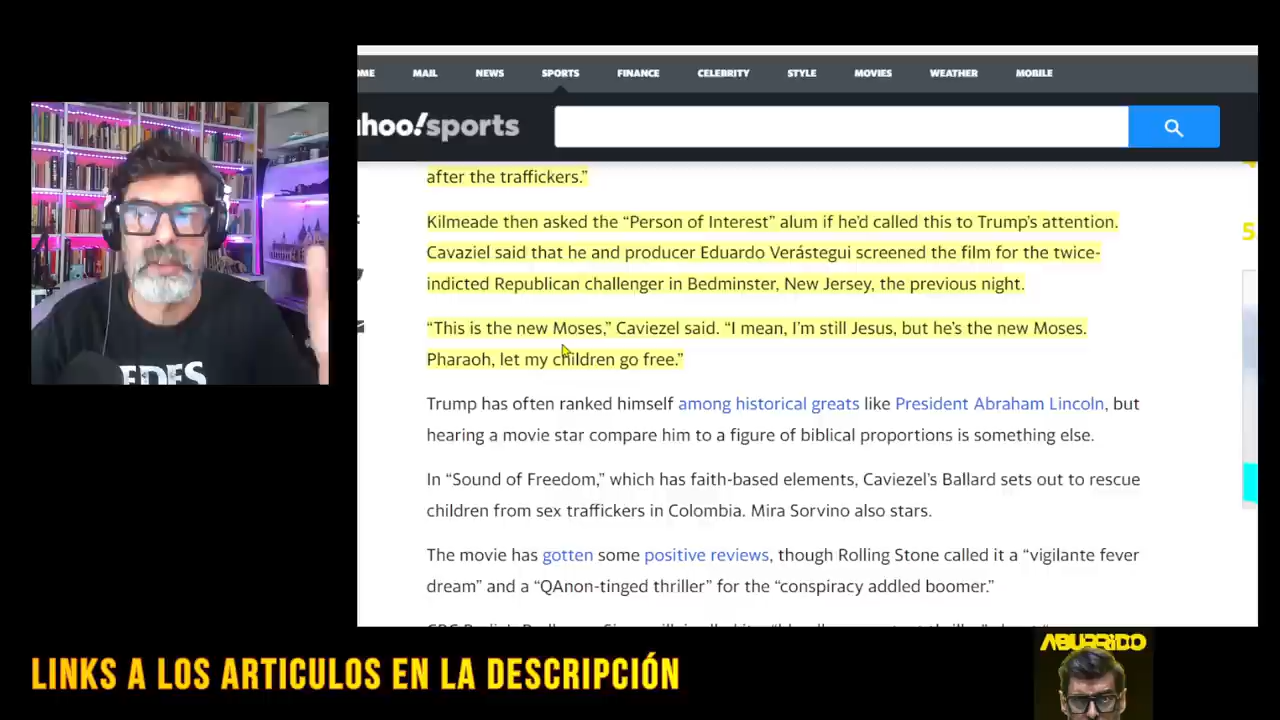 OME MAIL NEWS SPORTS FINANCE CELEBRITY STYLE MOVIES WEATHER MOBILE
ahoo!sports
after the traffickers.”
Kilmeade then asked the “Person of Interest” alum if he’d called this to Trump’s attention.
Cavaziel said that he and producer Eduardo Verástegui screened the film for the twice-
indicted Republican challenger in Bedminster, New Jersey, the previous night.
5
“This is the new Moses,” Caviezel said. “I mean, I’m still Jesus, but he’s the new Moses.
Pharaoh, let my children go free.”
EDES
Trump has often ranked himself among historical greats like President Abraham Lincoln, but
hearing a movie star compare him to a figure of biblical proportions is something else.
In “Sound of Freedom,” which has faith-based elements, Caviezel’s Ballard sets out to rescue
children from sex traffickers in Colombia. Mira Sorvino also stars.
The movie has gotten some positive reviews, though Rolling Stone called it a “vigilante fever
dream” and a “QAnon-tinged thriller” for the “conspiracy addled boomer.”
ABURRIDO
LINKS A LOS ARTICULOS EN LA DESCRIPCIÓN